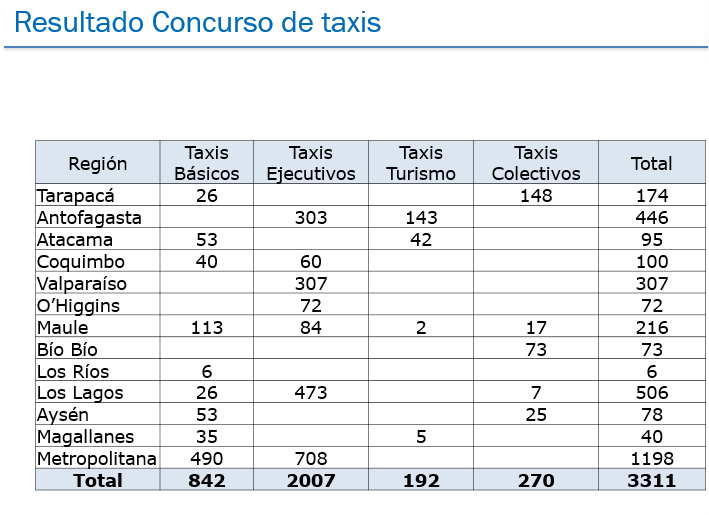 Resultado Concurso de taxis
Región Taxis Básicos Taxis Ejecutivos Taxis Turismo Taxis Colectivos Total
Tarapacá 26 148 174
Antofagasta 303 143 446
Atacama 53 42 95
Coquimbo 40 60 100
Valparaíso 307 307
O’Higgins 72 72
Maule 113 84 2 17 216
Bío Bío 73 73
Los Ríos 6 6
Los Lagos 26 473 7 506
Aysén 53 25 78
Magallanes 35 5 40
Metropolitana 490 708 1198
Total 842 2007 192 270 3311